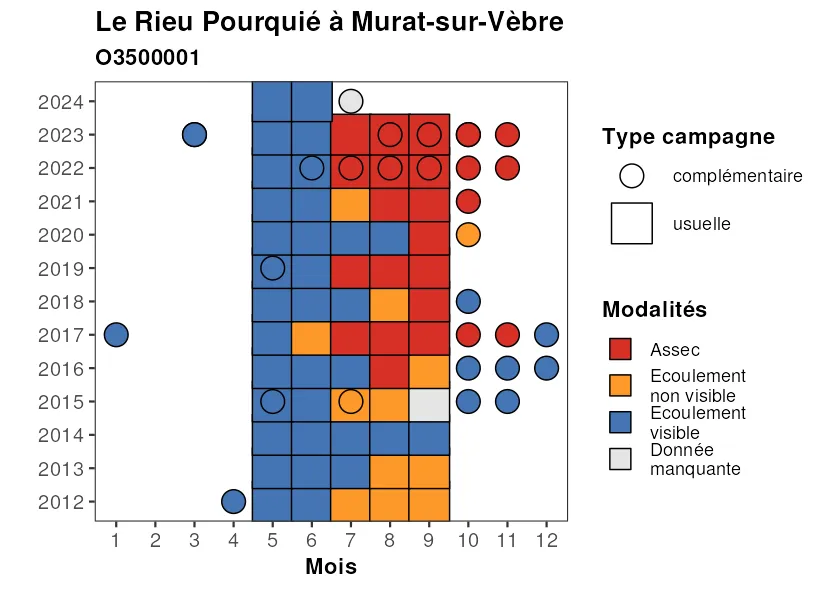 Le Rieu Pourquié à Murat-sur-Vèbre
O3500001
2024
2023
2022
2021
2020
2019
2018
2017
2016
2015
2014
2013
2012
1 2 3 4 5 6 7 8 9 10 11 12
Mois
Type campagne
complémentaire
usuelle
Modalités
Assec
Ecoulement
non visible
Ecoulement
visible
Donnée
manquante